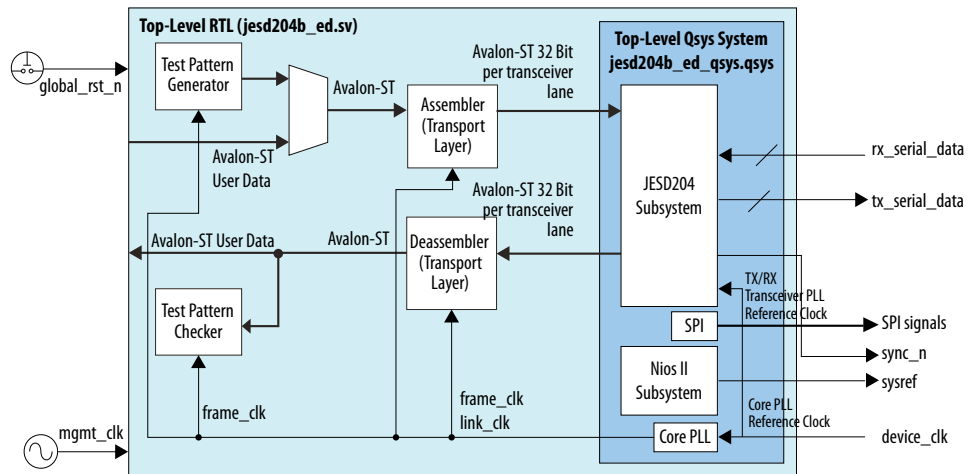 Top-Level RTL (jesd204b_ed.sv)
Top-Level Qsys System
jesd204b_ed_qsys.qsys
global_rst_n
Test Pattern
Generator
Avalon-ST
Avalon-ST
User Data
Assembler
(Transport
Layer)
Avalon-ST 32 Bit
per transceiver
lane
JESD204
Subsystem
rx_serial_data
tx_serial_data
Avalon-ST User Data
Avalon-ST
Deassembler
(Transport
Layer)
Avalon-ST 32 Bit
per transceiver
lane
Test Pattern
Checker
TX/RX
Transceiver PLL
Reference Clock
SPI
SPI signals
sync_n
Nios II
Subsystem
sysref
frame_clk
frame_clk
link_clk
Core PLL
Core PLL
Reference Clock
device_clk
mgmt_clk